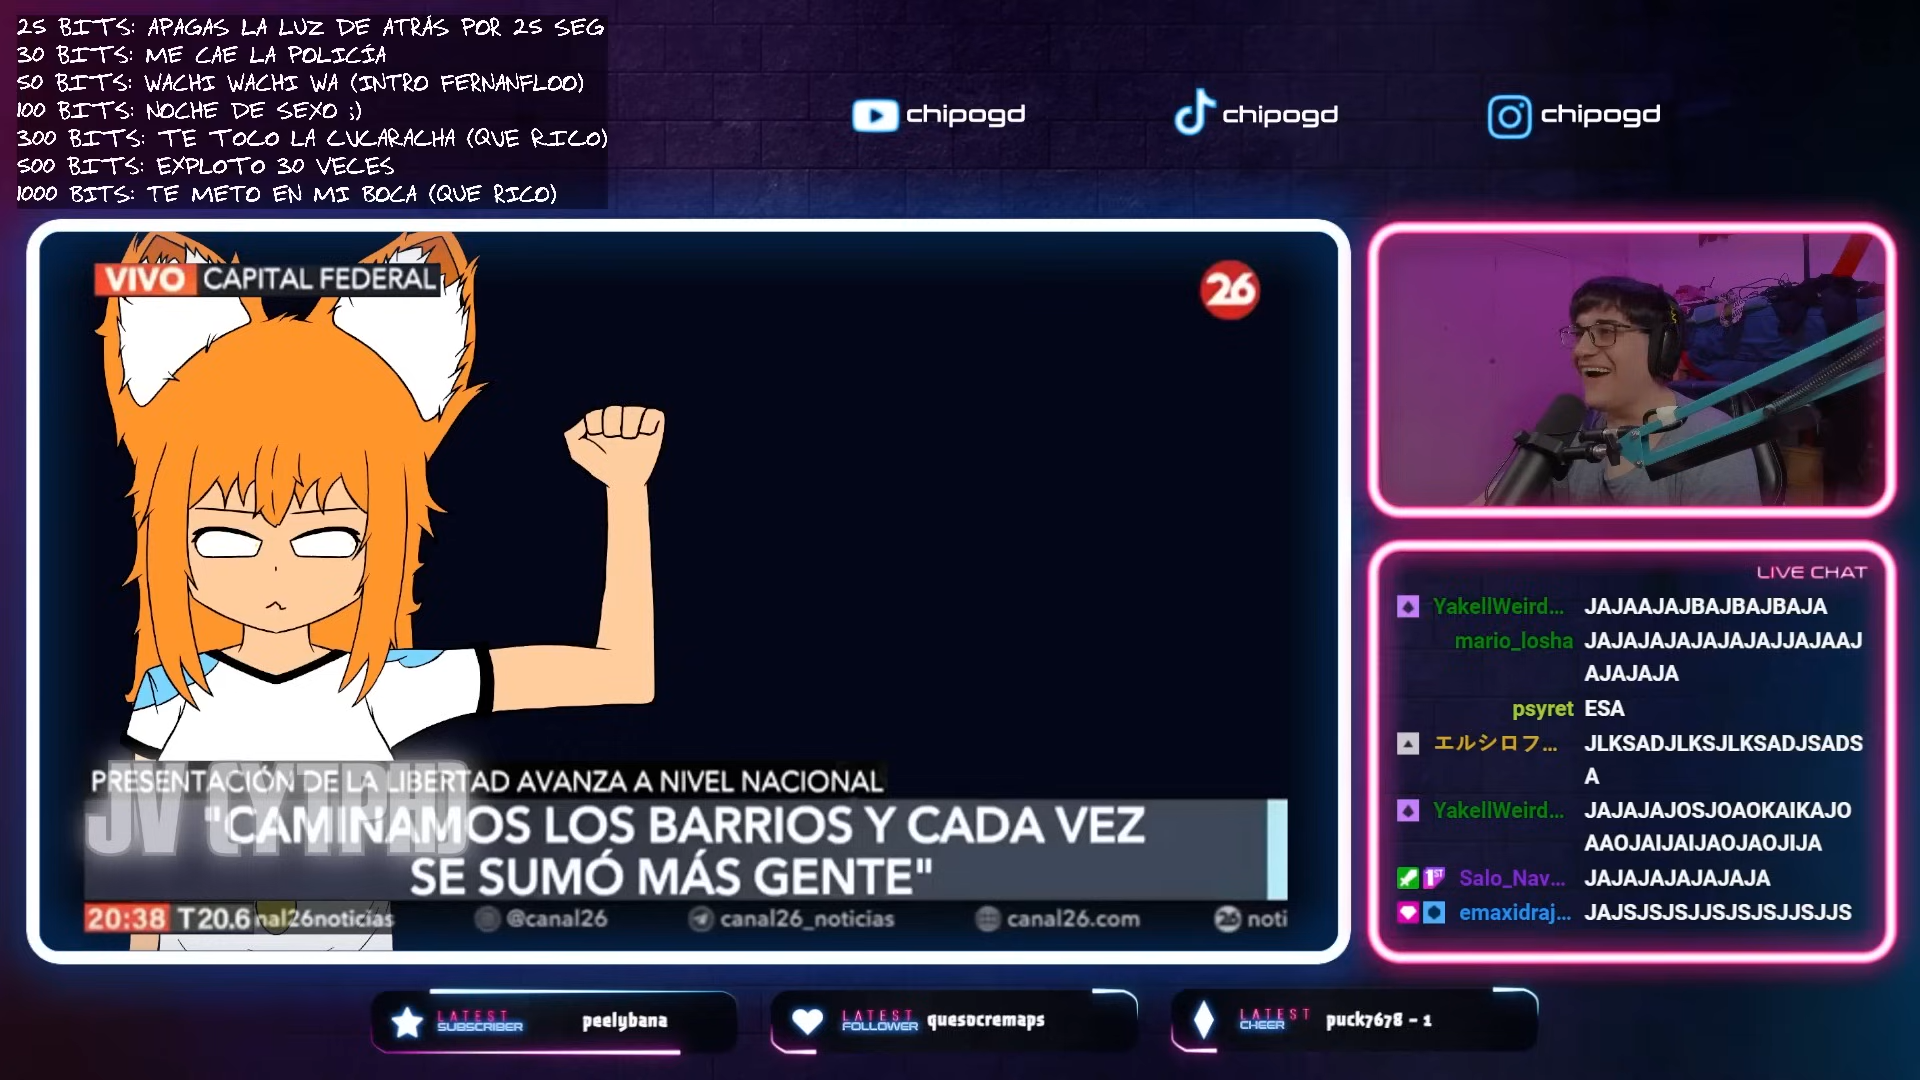 25 BITS: APAGAS LA LUZ DE ATRÁS POR 25 SEG
30 BITS: ME CAE LA POLICÍA
50 BITS: WACHI WACHI WA (INTRO FERNANFLOO)
100 BITS: NOCHE DE SEXO ;)
300 BITS: TE TOCO LA CUCARACHA (QUE RICO)
500 BITS: EXPLOTO 30 VECES
1000 BITS: TE METO EN MI BOCA (QUE RICO)
chipogd
chipogd
chipogd
VIVO CAPITAL FEDERAL
26
PRESENTACIÓN DE LA LIBERTAD AVANZA A NIVEL NACIONAL
JV (YTPH)
"CAMINAMOS LOS BARRIOS Y CADA VEZ
SE SUMÓ MÁS GENTE"
20:38 T20.6 nal26noticias @canal26 canal26_noticias canal26.com 26 noti
LIVE CHAT
YakellWeird... JAJAAJAJBAJBAJBAJA
mario_losha JAJAJAJAJAJAJAJJAJAAJ
AJAJAJA
psyret ESA
エルシロフ... JLKSADJLKSJLKSADJSADS
A
YakellWeird... JAJAJAJOSJOAOKAIKAJO
AAOJAIJAIJAOJAOJIJA
1ST Salo_Nav... JAJAJAJAJAJAJA
emaxidraj... JAJSJSJSJJSJSJSJJSJJS
LATEST
SUBSCRIBER peelybana
LATEST
FOLLOWER quesocremaps
LATEST
CHEER puck7678 - 1